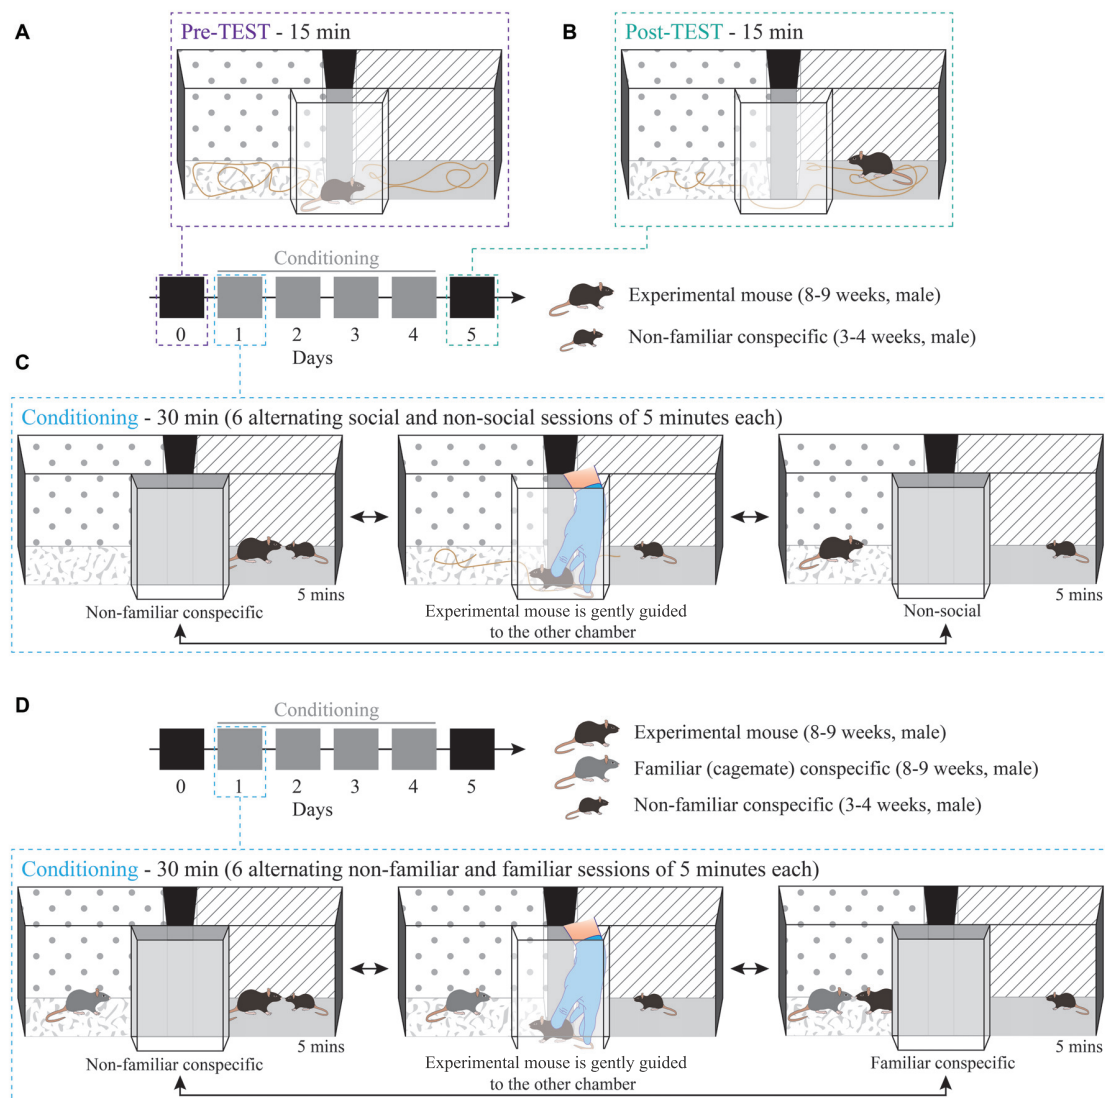 A
Pre-TEST - 15 min
B
Post-TEST - 15 min
Conditioning
0 1 2 3 4 5
Days
Experimental mouse (8-9 weeks, male)
Non-familiar conspecific (3-4 weeks, male)
C
Conditioning - 30 min (6 alternating social and non-social sessions of 5 minutes each)
5 mins
Non-familiar conspecific
Experimental mouse is gently guided
to the other chamber
5 mins
Non-social
D
Conditioning
0 1 2 3 4 5
Days
Experimental mouse (8-9 weeks, male)
Familiar (cagemate) conspecific (8-9 weeks, male)
Non-familiar conspecific (3-4 weeks, male)
Conditioning - 30 min (6 alternating non-familiar and familiar sessions of 5 minutes each)
5 mins
Non-familiar conspecific
Experimental mouse is gently guided
to the other chamber
5 mins
Familiar conspecific